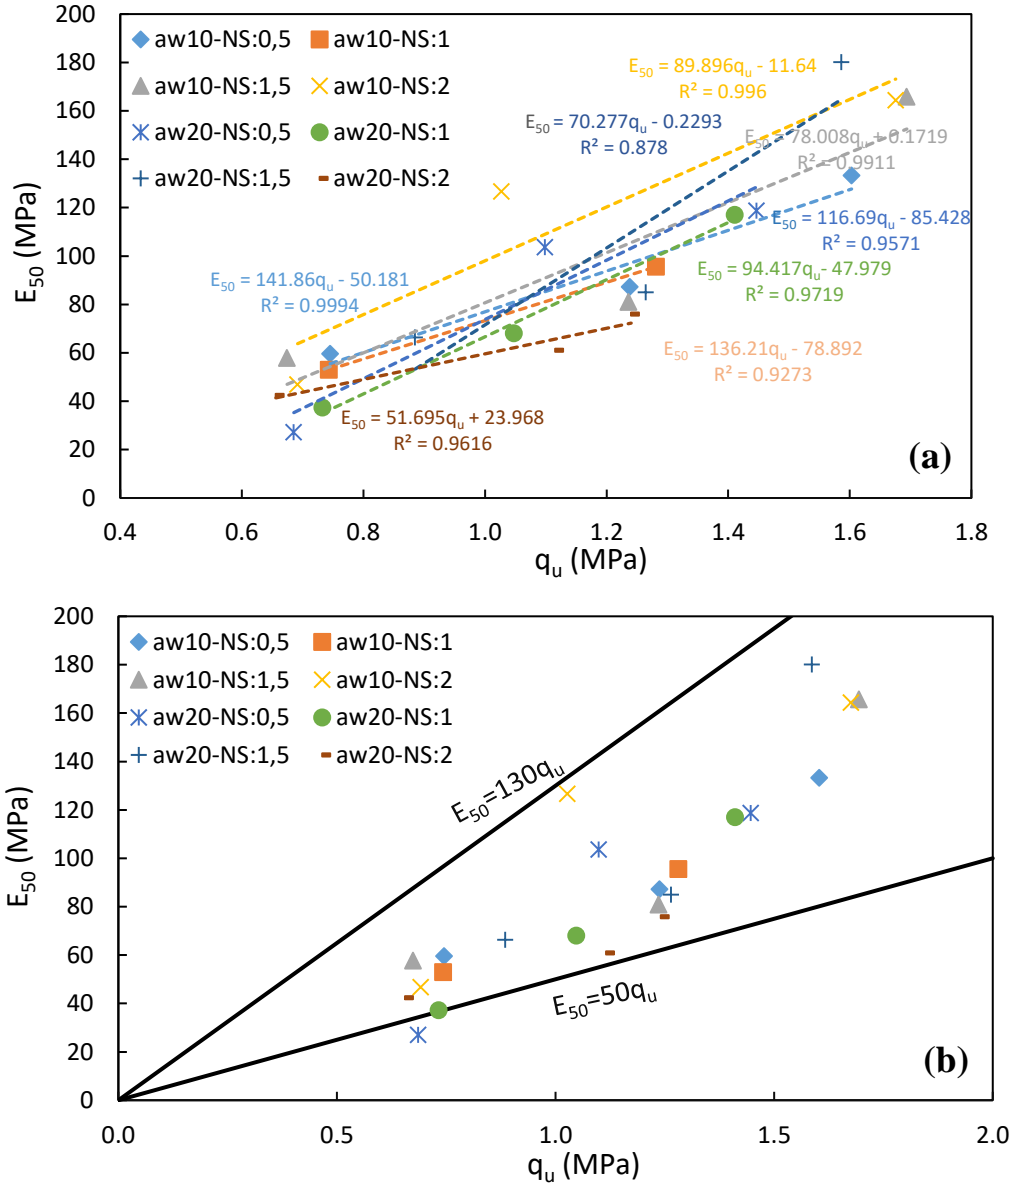 aw10-NS:0,5 aw10-NS:1
aw10-NS:1,5 aw10-NS:2
aw20-NS:0,5 aw20-NS:1
aw20-NS:1,5 aw20-NS:2
E50 = 89.896qu - 11.64
R² = 0.996
E50 = 70.277qu - 0.2293
R² = 0.878
E50 = 78.008qu + 0.1719
R² = 0.9911
E50 = 116.69qu - 85.428
R² = 0.9571
E50 = 141.86qu - 50.181
R² = 0.9994
E50 = 94.417qu - 47.979
R² = 0.9719
E50 = 136.21qu - 78.892
R² = 0.9273
E50 = 51.695qu + 23.968
R² = 0.9616
(a)
200
180
160
140
120
100
80
60
40
20
0
E50 (MPa)
0.4 0.6 0.8 1.0 1.2 1.4 1.6 1.8
qu (MPa)
aw10-NS:0,5 aw10-NS:1
aw10-NS:1,5 aw10-NS:2
aw20-NS:0,5 aw20-NS:1
aw20-NS:1,5 aw20-NS:2
E50=130qu
E50=50qu
(b)
200
180
160
140
120
100
80
60
40
20
0
E50 (MPa)
0.0 0.5 1.0 1.5 2.0
qu (MPa)